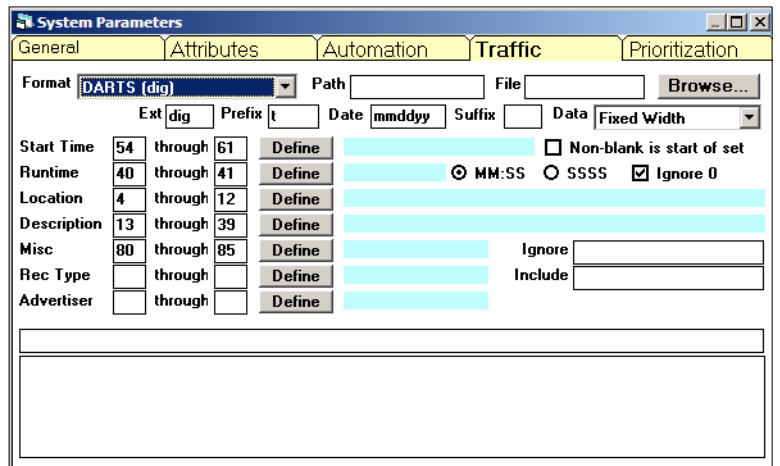 System Parameters
General Attributes Automation Traffic Prioritization
Format DARTS (dig) Path File Browse...
Ext dig Prefix t Date mmddyy Suffix Data Fixed Width
Start Time 54 through 61 Define Non-blank is start of set
Runtime 40 through 41 Define MM:SS SSSS Ignore 0
Location 4 through 12 Define
Description 13 through 39 Define
Misc 80 through 85 Define Ignore
Rec Type through Define Include
Advertiser through Define